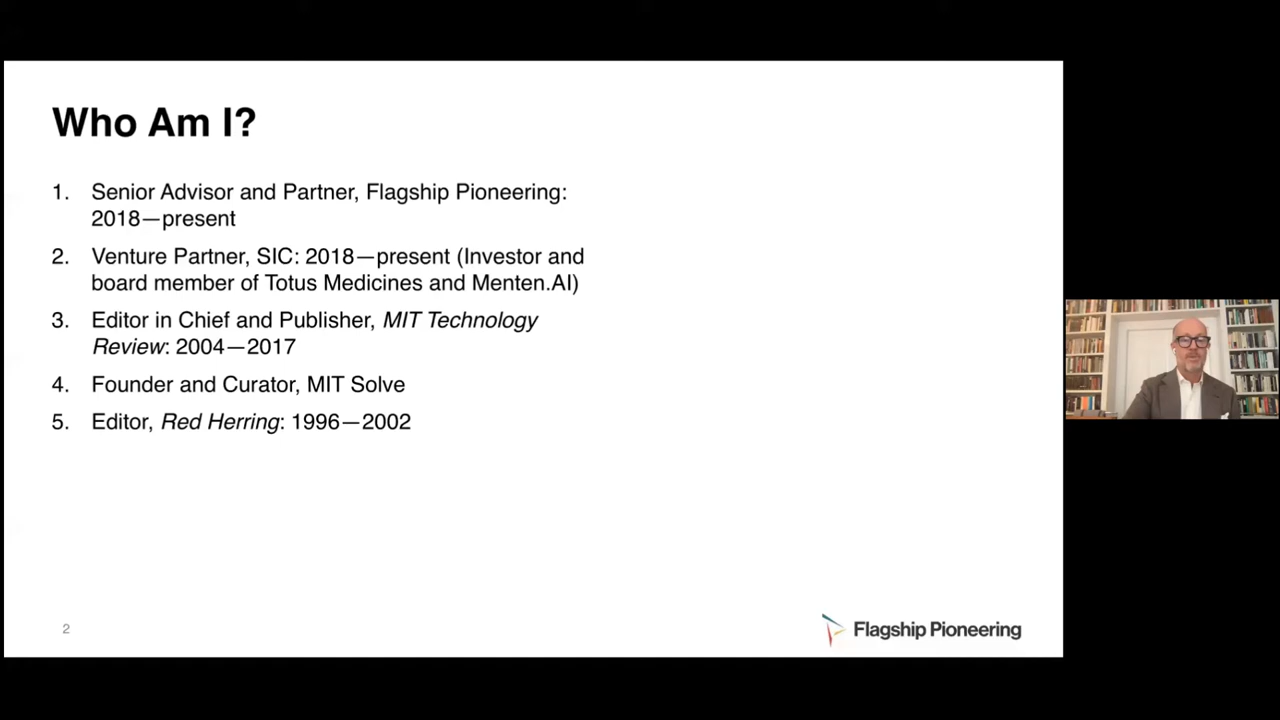 Who Am I?
1. Senior Advisor and Partner, Flagship Pioneering:
2018—present
2. Venture Partner, SIC: 2018—present (Investor and
board member of Totus Medicines and Menten.AI)
3. Editor in Chief and Publisher, MIT Technology
Review: 2004—2017
4. Founder and Curator, MIT Solve
5. Editor, Red Herring: 1996—2002
2
Flagship Pioneering